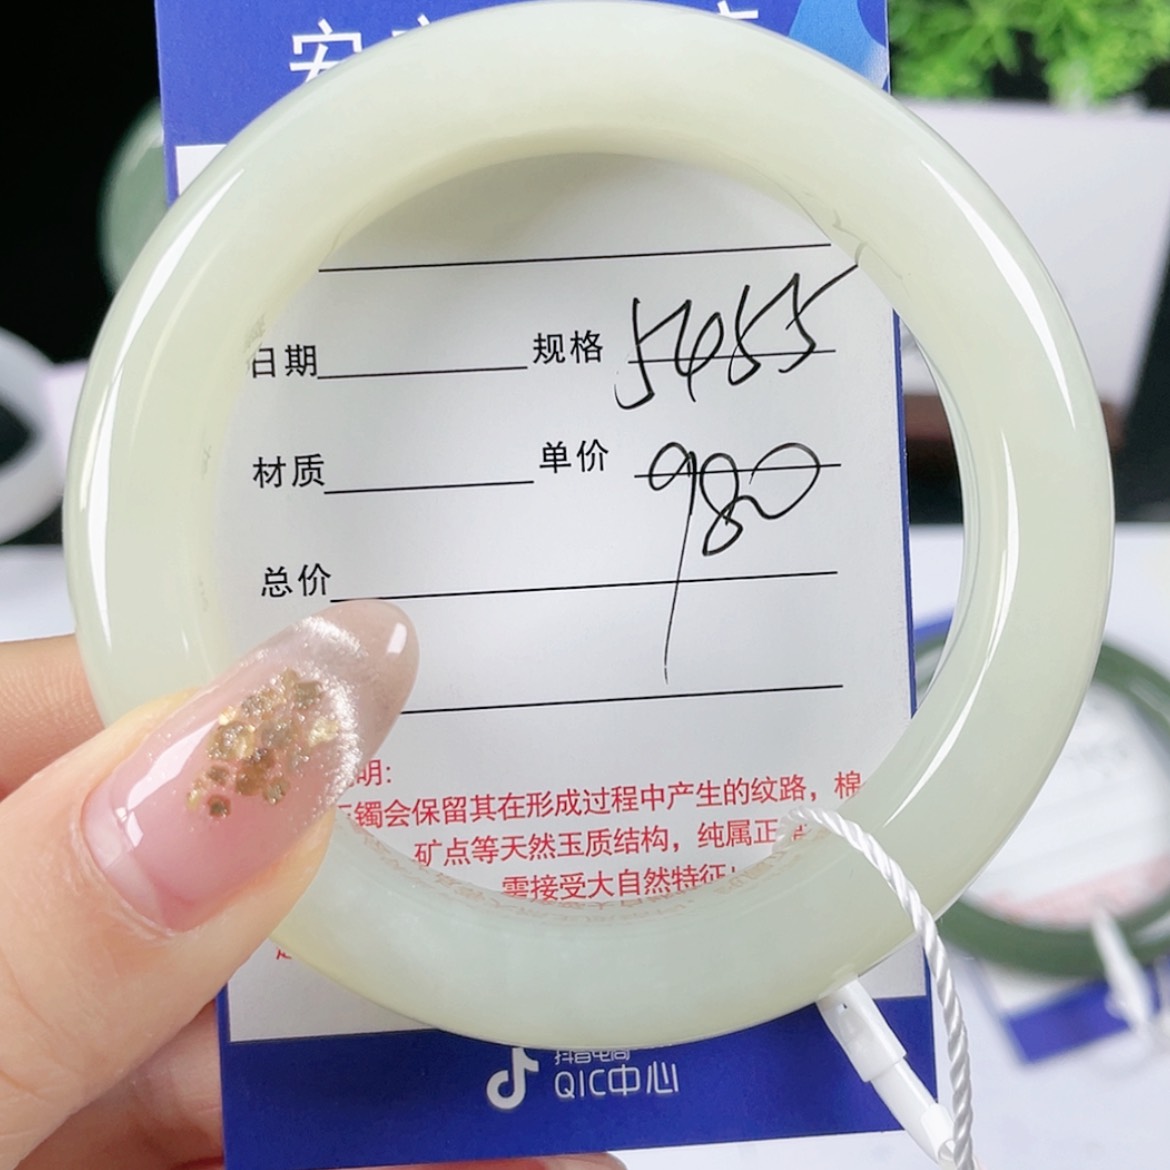 安
日期 规格 5455
材质 单价 980
总价
明:
镯会保留其在形成过程中产生的纹路，棉
矿点等天然玉质结构，纯属正
需接受大自然特征
抖音电商
QIC中心